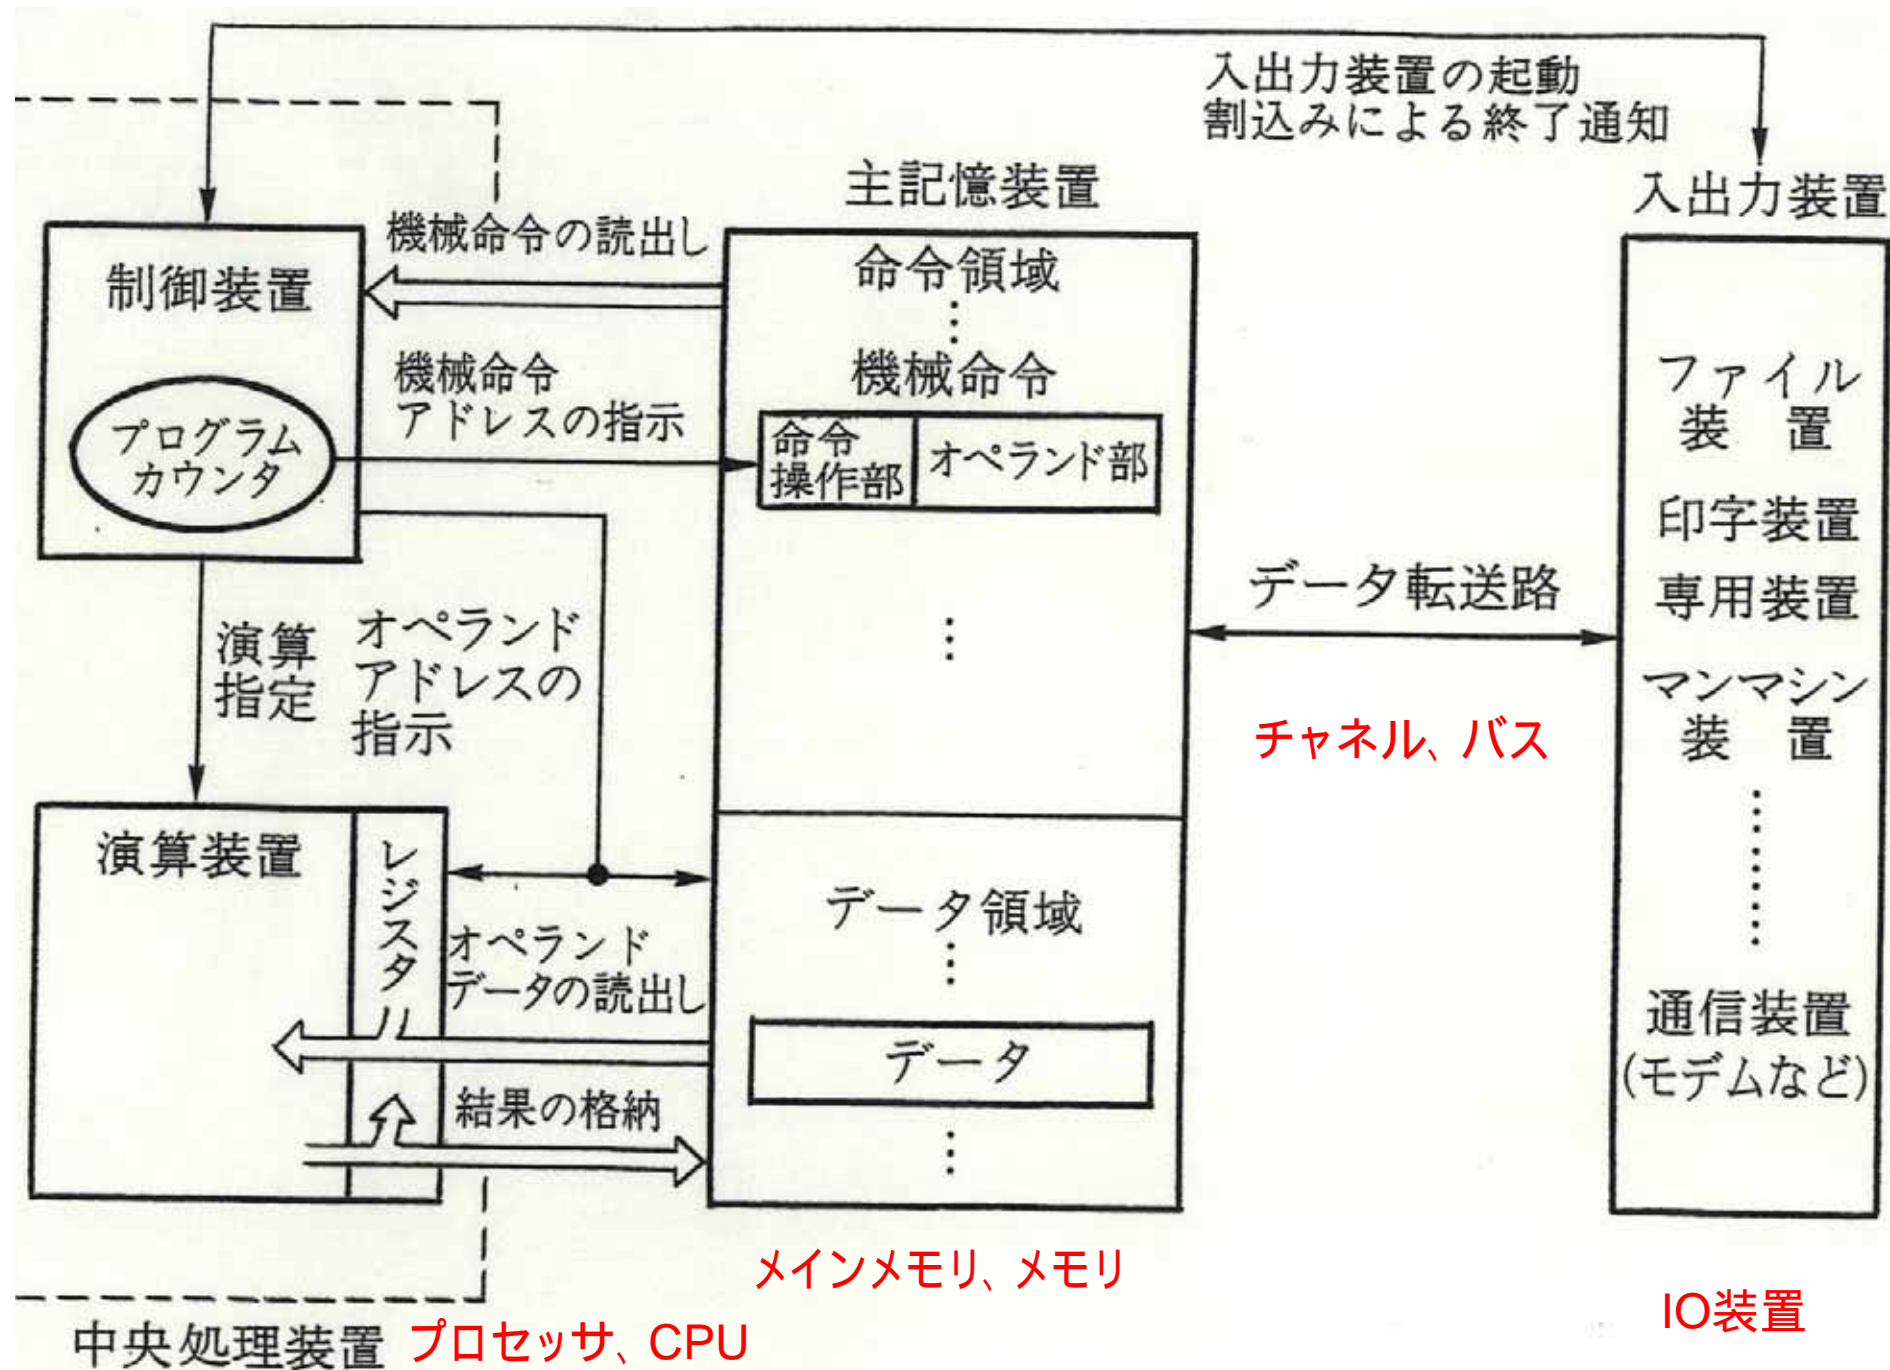 入出力装置の起動
割込みによる終了通知
主記憶装置
入出力装置
機械命令の読出し
制御装置
命令領域
機械命令
アドレスの指示
機械命令
プログラム
カウンタ
命令
操作部
オペランド部
ファイル
装 置
印字装置
専用装置
マンマシン
装 置
通信装置
(モデムなど)
データ転送路
チャネル、バス
演算
指定
オペランド
アドレスの
指示
演算装置
レジスタ
データ領域
オペランド
データの読出し
データ
結果の格納
メインメモリ、メモリ
IO装置
中央処理装置 プロセッサ、CPU